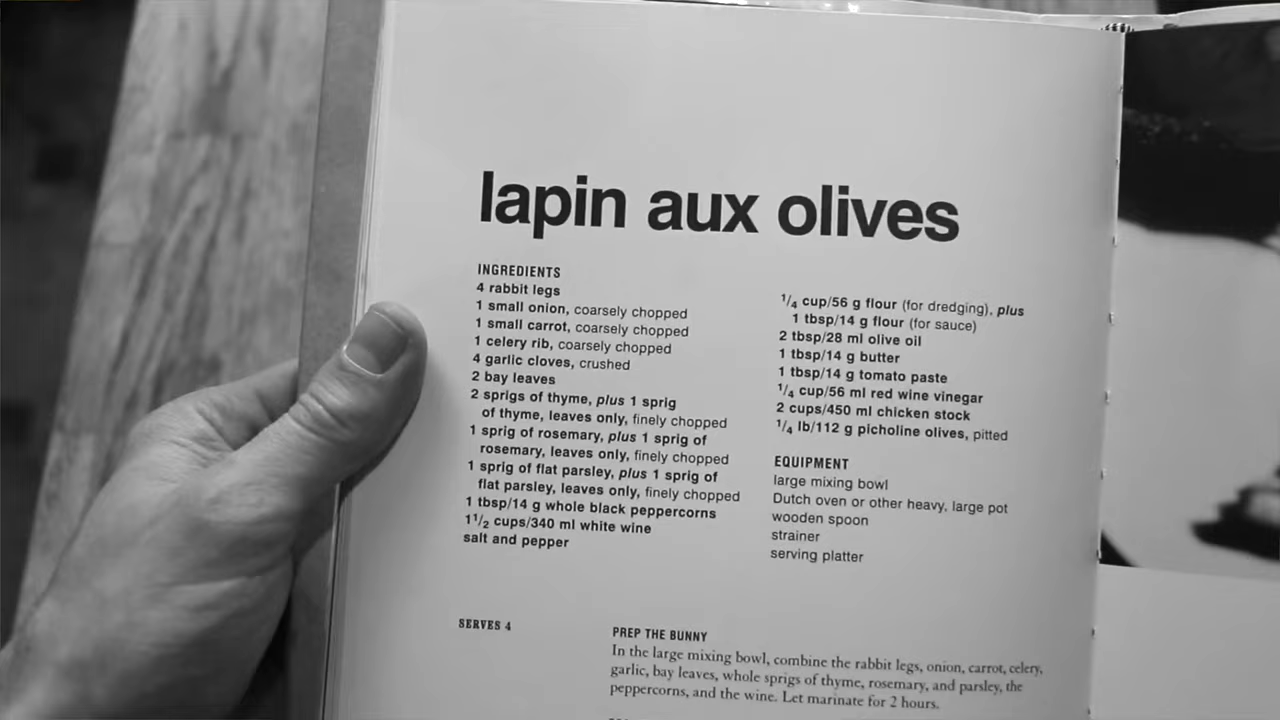 lapin aux olives
INGREDIENTS
4 rabbit legs
1 small onion, coarsely chopped
1 small carrot, coarsely chopped
1 celery rib, coarsely chopped
4 garlic cloves, crushed
2 bay leaves
2 sprigs of thyme, plus 1 sprig
of thyme, leaves only, finely chopped
1 sprig of rosemary, plus 1 sprig of
rosemary, leaves only, finely chopped
1 sprig of flat parsley, plus 1 sprig of
flat parsley, leaves only, finely chopped
1 tbsp/14 g whole black peppercorns
1 1/2 cups/340 ml white wine
salt and pepper
1/4 cup/56 g flour (for dredging), plus
1 tbsp/14 g flour (for sauce)
2 tbsp/28 ml olive oil
1 tbsp/14 g butter
1 tbsp/14 g tomato paste
1/4 cup/56 ml red wine vinegar
2 cups/450 ml chicken stock
1/4 lb/112 g picholine olives, pitted
EQUIPMENT
large mixing bowl
Dutch oven or other heavy, large pot
wooden spoon
strainer
serving platter
SERVES 4
PREP THE BUNNY
In the large mixing bowl, combine the rabbit legs, onion, carrot, celery,
garlic, bay leaves, whole sprigs of thyme, rosemary, and parsley, the
peppercorns, and the wine. Let marinate for 2 hours.